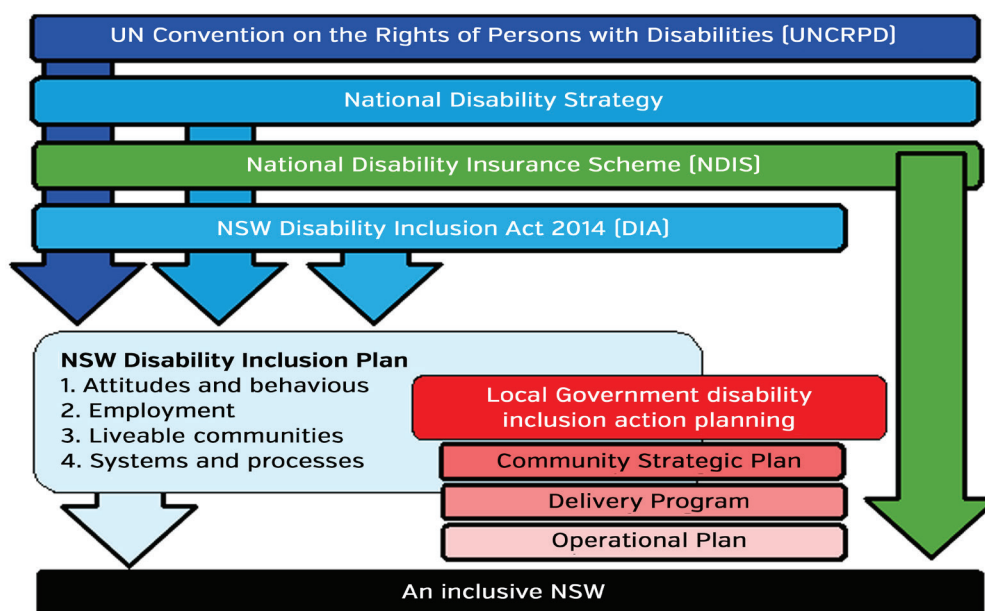 UN Convention on the Rights of Persons with Disabilities (UNCRPD)
National Disability Strategy
National Disability Insurance Scheme (NDIS)
NSW Disability Inclusion Act 2014 (DIA)
NSW Disability Inclusion Plan
1. Attitudes and behavious
2. Employment
3. Liveable communities
4. Systems and processes
Local Government disability
inclusion action planning
Community Strategic Plan
Delivery Program
Operational Plan
An inclusive NSW